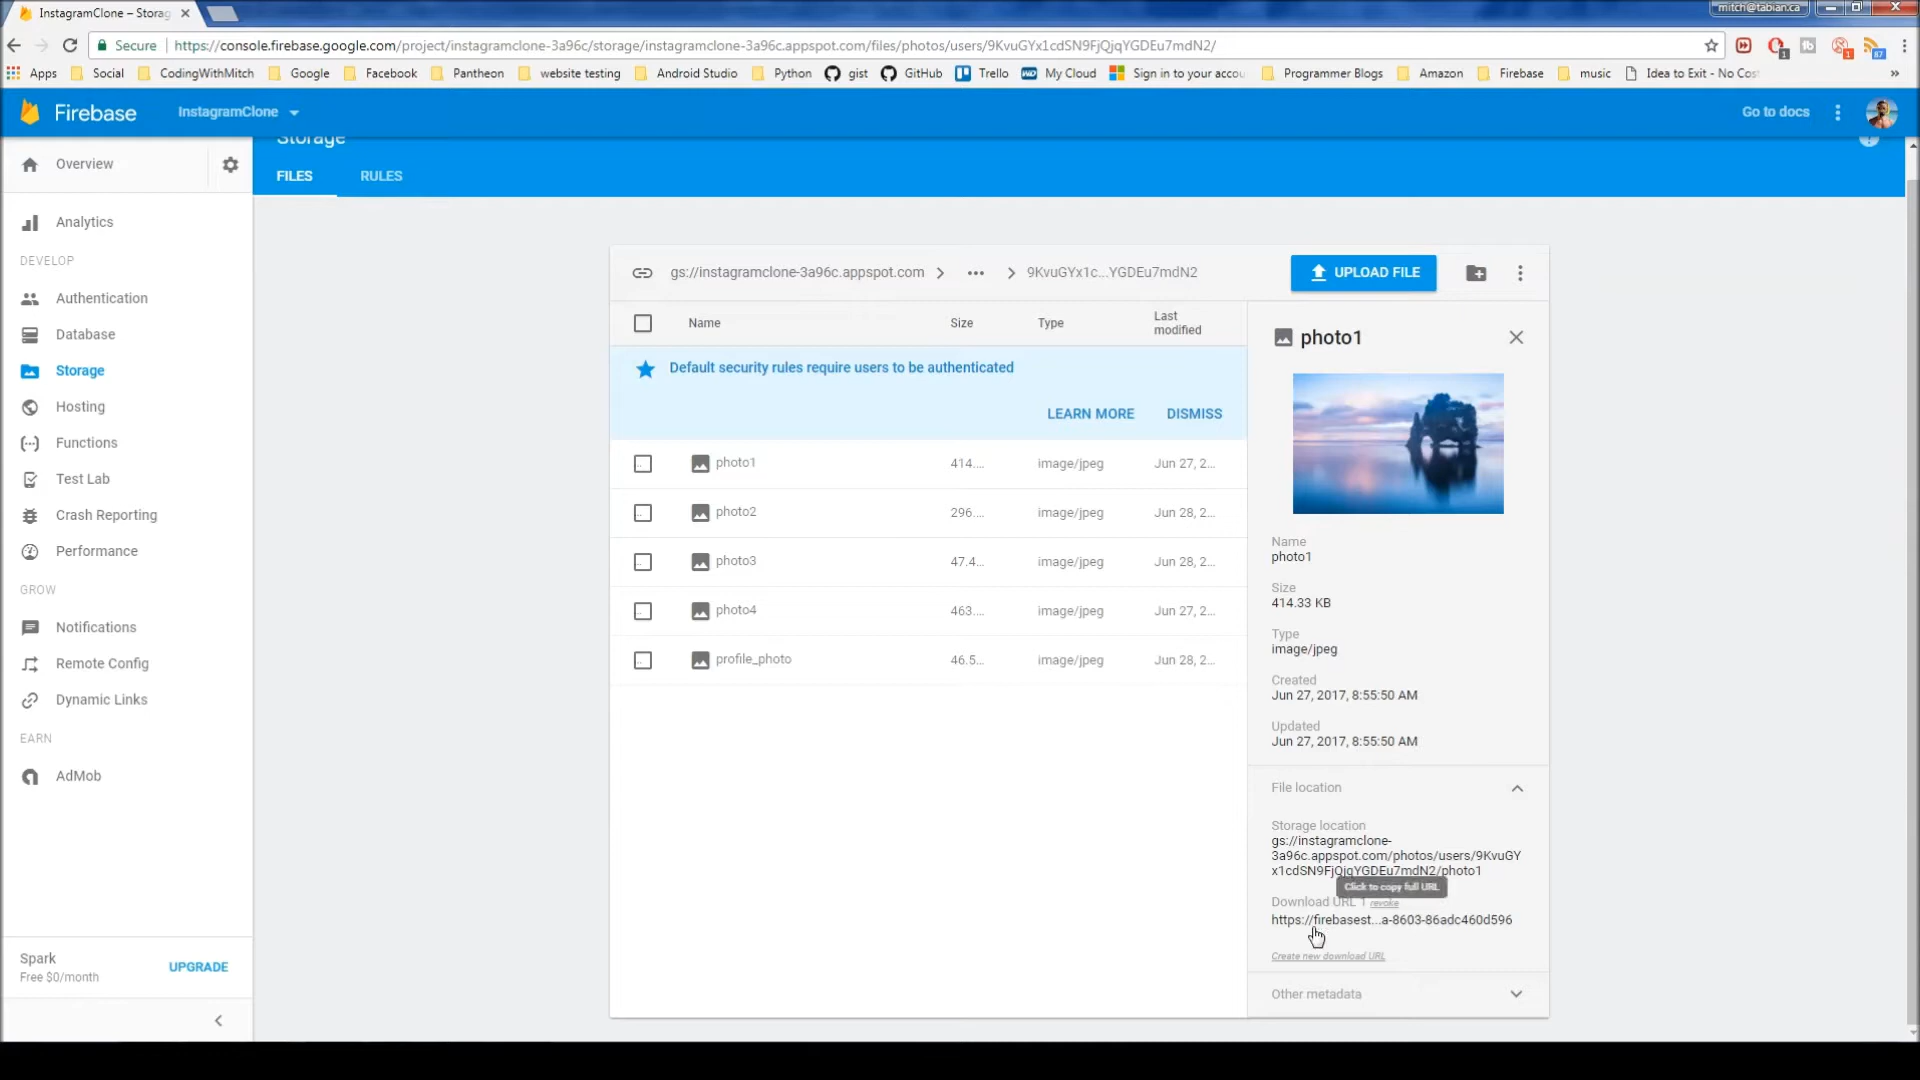 InstagramClone – Storag
mitch@tabian.ca
Secure
https://console.firebase.google.com/project/instagramclone-3a96c/storage/instagramclone-3a96c.appspot.com/files/photos/users/9KvuGYx1cdSN9FjQjqYGDEu7mdN2/
Apps Social CodingWithMitch Google Facebook Pantheon website testing Android Studio Python gist GitHub Trello My Cloud Sign in to your accou Programmer Blogs Amazon Firebase music Idea to Exit - No Cos
Firebase
InstagramClone
Go to docs
Storage
FILES
RULES
Overview
Analytics
DEVELOP
Authentication
Database
Storage
Hosting
Functions
Test Lab
Crash Reporting
Performance
GROW
Notifications
Remote Config
Dynamic Links
EARN
AdMob
Spark
Free $0/month
UPGRADE
gs://instagramclone-3a96c.appspot.com
9KvuGYx1c...YGDEu7mdN2
UPLOAD FILE
Name Size Type Last modified
Default security rules require users to be authenticated
LEARN MORE DISMISS
photo1 414.... image/jpeg Jun 27, 2...
photo2 296.... image/jpeg Jun 28, 2...
photo3 47.4... image/jpeg Jun 28, 2...
photo4 463.... image/jpeg Jun 27, 2...
profile_photo 46.5... image/jpeg Jun 28, 2...
photo1
Name
photo1
Size
414.33 KB
Type
image/jpeg
Created
Jun 27, 2017, 8:55:50 AM
Updated
Jun 27, 2017, 8:55:50 AM
File location
Storage location
gs://instagramclone-
3a96c.appspot.com/photos/users/9KvuGY
x1cdSN9FjQjqYGDEu7mdN2/photo1
Click to copy full URL
Download URL 1 revoke
https://firebasest...a-8603-86adc460d596
Create new download URL
Other metadata